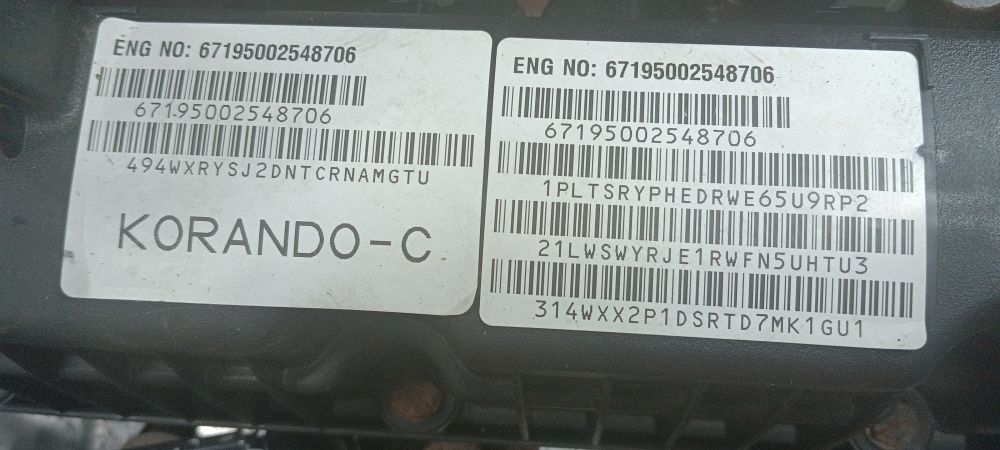 ENG NO: 67195002548706
67195002548706
494WXRYSJ2DNTCRNAMGTU
KORANDO-C
ENG NO: 67195002548706
67195002548706
1PLTSRYPHEDRWE65U9RP2
21LWSWYRJE1RWFN5UHTU3
314WXX2P1DSRTD7MK1GU1